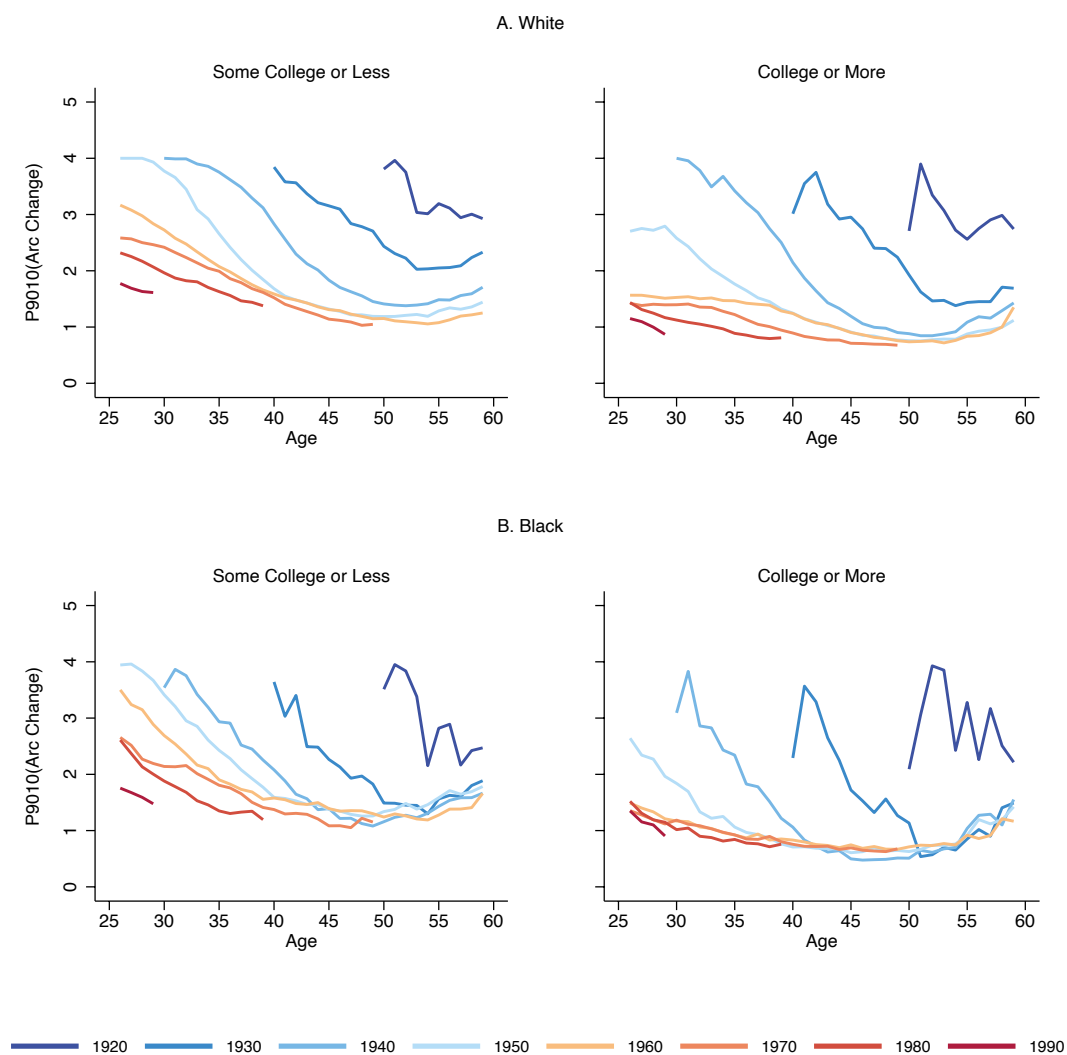 A. White
Some College or Less
College or More
P9010(Arc Change)
5
4
3
2
1
0
25 30 35 40 45 50 55 60
Age
25 30 35 40 45 50 55 60
Age
B. Black
Some College or Less
College or More
P9010(Arc Change)
5
4
3
2
1
0
25 30 35 40 45 50 55 60
Age
25 30 35 40 45 50 55 60
Age
1920 1930 1940 1950 1960 1970 1980 1990